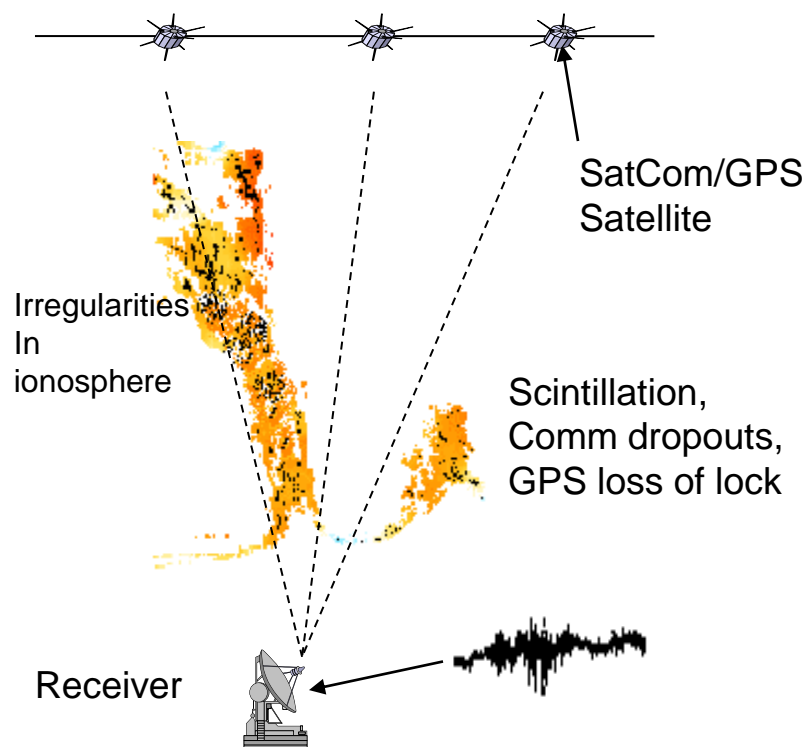 SatCom/GPS
Satellite
Irregularities
In
ionosphere
Scintillation,
Comm dropouts,
GPS loss of lock
Receiver